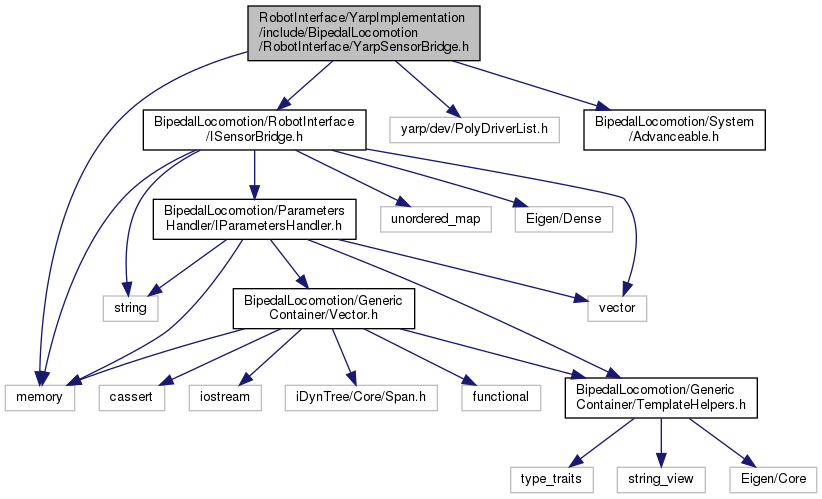 RobotInterface/YarpImplementation
/include/BipedalLocomotion
/RobotInterface/YarpSensorBridge.h
BipedalLocomotion/RobotInterface
/ISensorBridge.h
yarp/dev/PolyDriverList.h
BipedalLocomotion/System
/Advanceable.h
BipedalLocomotion/Parameters
Handler/IParametersHandler.h
unordered_map
Eigen/Dense
string
BipedalLocomotion/Generic
Container/Vector.h
vector
memory
cassert
iostream
iDynTree/Core/Span.h
functional
BipedalLocomotion/Generic
Container/TemplateHelpers.h
type_traits
string_view
Eigen/Core